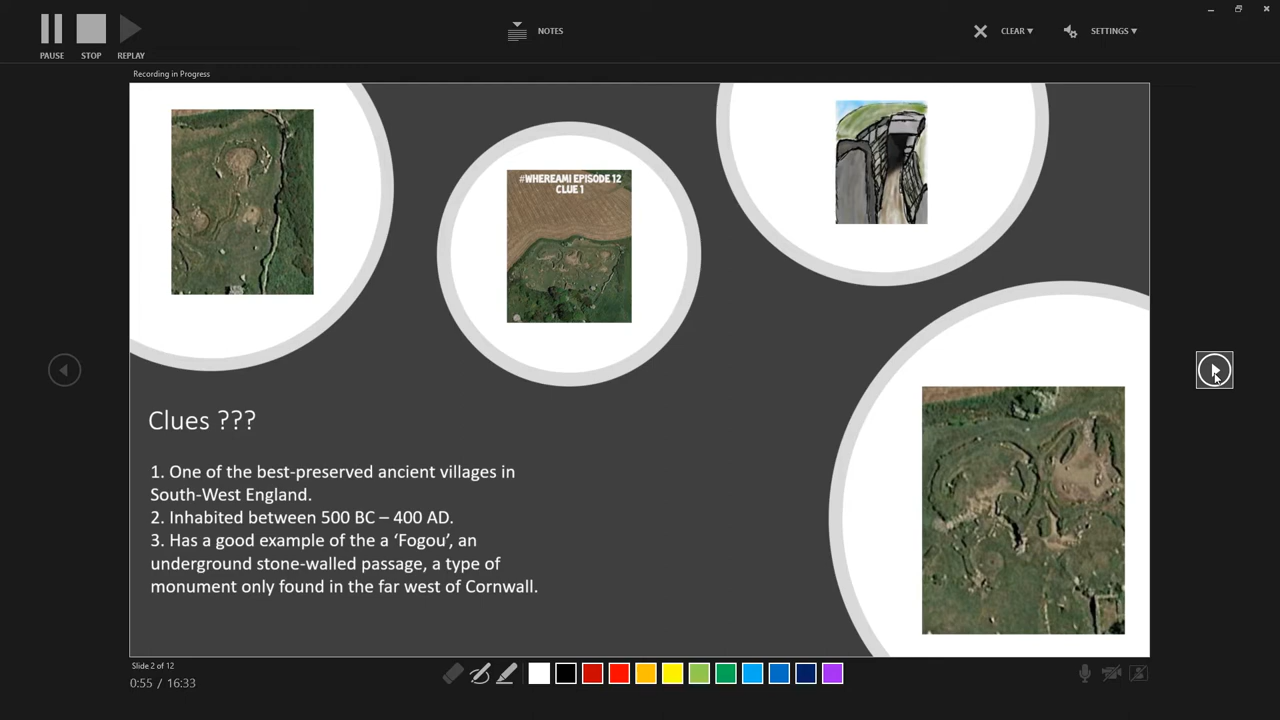 PAUSE
STOP
REPLAY
NOTES
CLEAR
SETTINGS
Recording in Progress
#WHEREAMI EPISODE 12
CLUE 1
Clues ???
1. One of the best-preserved ancient villages in
South-West England.
2. Inhabited between 500 BC – 400 AD.
3. Has a good example of the a ‘Fogou’, an
underground stone-walled passage, a type of
monument only found in the far west of Cornwall.
Slide 2 of 12
0:55 / 16:33